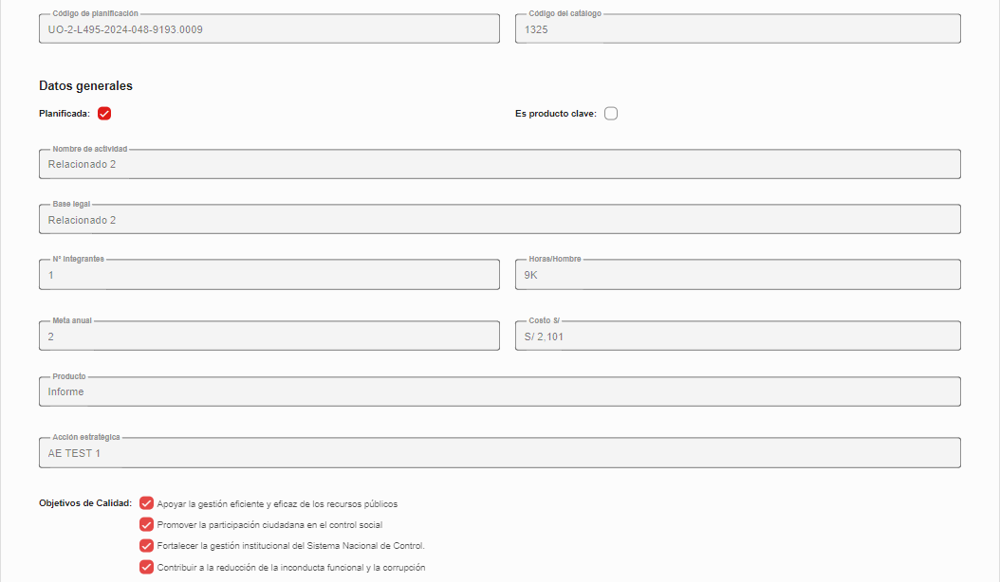 Código de planificación
UO-2-L495-2024-048-9193.0009
Código del catálogo
1325
Datos generales
Planificada:
Es producto clave:
Nombre de actividad
Relacionado 2
Base legal
Relacionado 2
N° integrantes
1
Horas/Hombre
9K
Meta anual
2
Costo S/
S/ 2,101
Producto
Informe
Acción estratégica
AE TEST 1
Objetivos de Calidad:
Apoyar la gestión eficiente y eficaz de los recursos públicos
Promover la participación ciudadana en el control social
Fortalecer la gestión institucional del Sistema Nacional de Control.
Contribuir a la reducción de la inconducta funcional y la corrupción